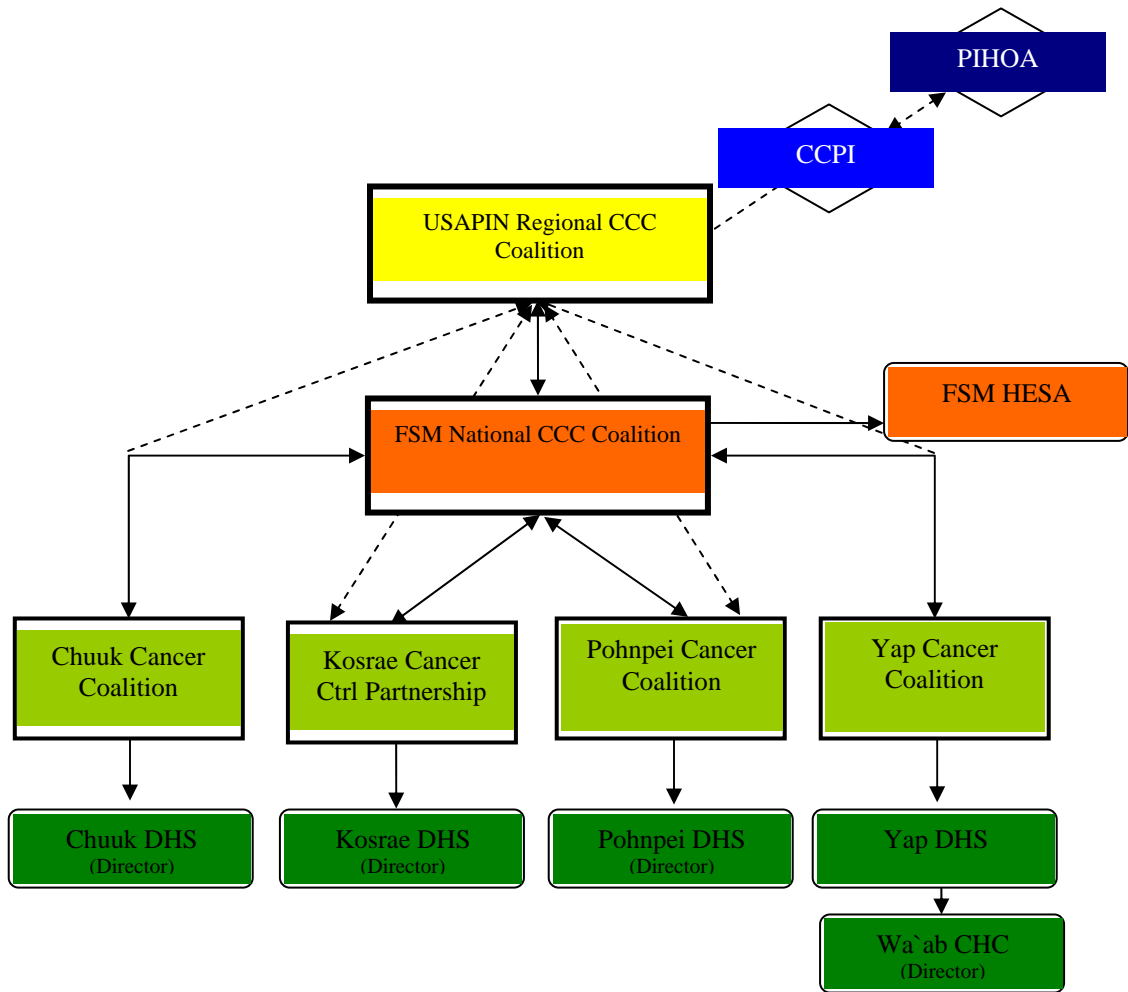 PIHOA
CCPI
USAPIN Regional CCC
Coalition
FSM HESA
FSM National CCC Coalition
Chuuk Cancer
Coalition
Kosrae Cancer
Ctrl Partnership
Pohnpei Cancer
Coalition
Yap Cancer
Coalition
Chuuk DHS
(Director)
Kosrae DHS
(Director)
Pohnpei DHS
(Director)
Yap DHS
Wa`ab CHC
(Director)